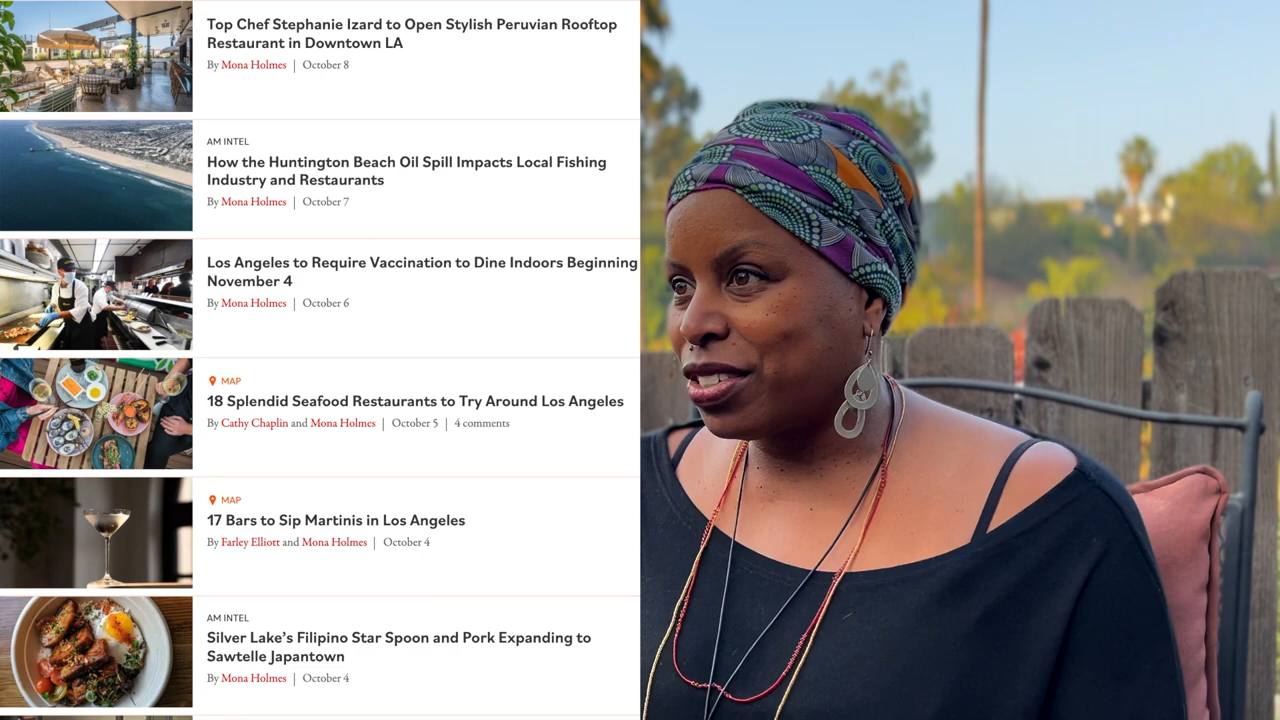 Top Chef Stephanie Izard to Open Stylish Peruvian Rooftop
Restaurant in Downtown LA
By Mona Holmes | October 8
AM INTEL
How the Huntington Beach Oil Spill Impacts Local Fishing
Industry and Restaurants
By Mona Holmes | October 7
Los Angeles to Require Vaccination to Dine Indoors Beginning
November 4
By Mona Holmes | October 6
MAP
18 Splendid Seafood Restaurants to Try Around Los Angeles
By Cathy Chaplin and Mona Holmes | October 5 | 4 comments
MAP
17 Bars to Sip Martinis in Los Angeles
By Farley Elliott and Mona Holmes | October 4
AM INTEL
Silver Lake’s Filipino Star Spoon and Pork Expanding to
Sawtelle Japantown
By Mona Holmes | October 4